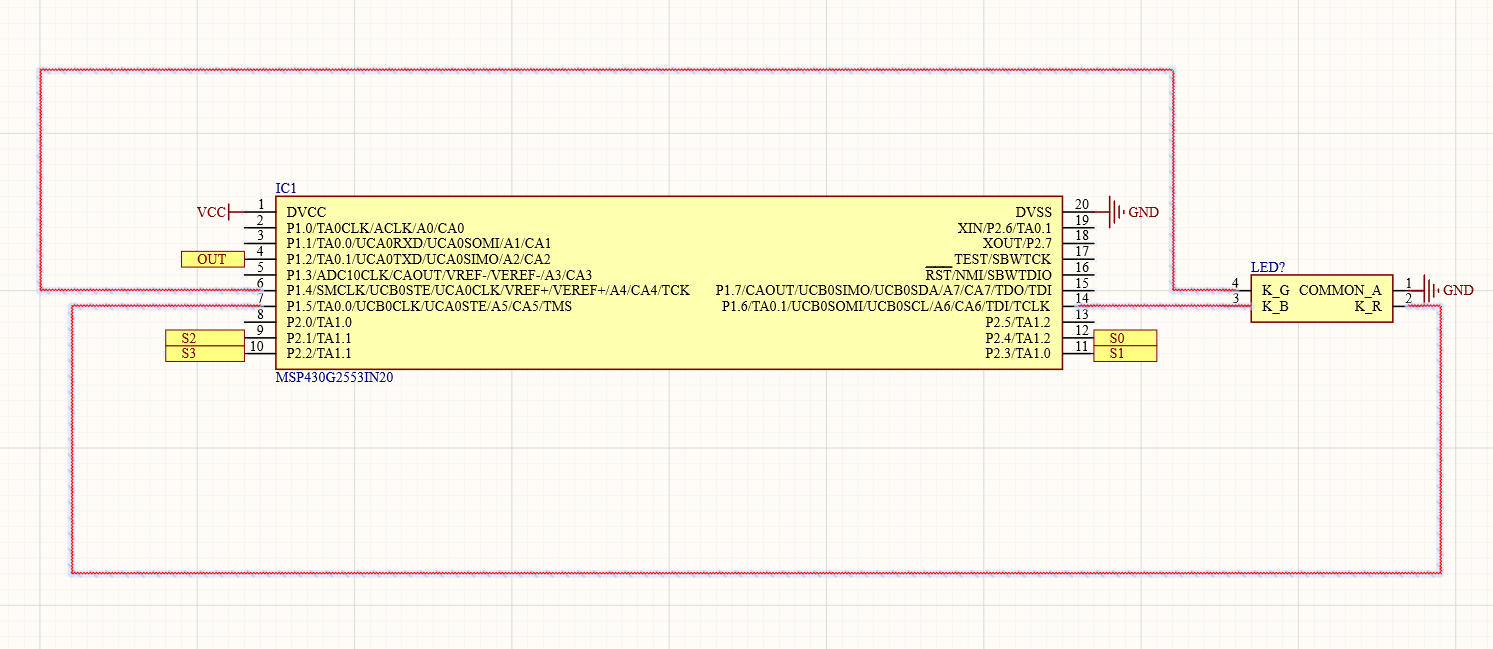 IC1
VCC 1 DVCC DVSS 20 GND
2 P1.0/TA0CLK/ACLK/A0/CA0 XIN/P2.6/TA0.1 19
3 P1.1/TA0.0/UCA0RXD/UCA0SOMI/A1/CA1 XOUT/P2.7 18
OUT 4 P1.2/TA0.1/UCA0TXD/UCA0SIMO/A2/CA2 TEST/SBWTCK 17
5 P1.3/ADC10CLK/CAOUT/VREF-/VEREF-/A3/CA3 RST/NMI/SBWTDIO 16
6 P1.4/SMCLK/UCB0STE/UCA0CLK/VREF+/VEREF+/A4/CA4/TCK P1.7/CAOUT/UCB0SIMO/UCB0SDA/A7/CA7/TDO/TDI 15
7 P1.5/TA0.0/UCB0CLK/UCA0STE/A5/CA5/TMS P1.6/TA0.1/UCB0SOMI/UCB0SCL/A6/CA6/TDI/TCLK 14
8 P2.0/TA1.0 P2.5/TA1.2 13
S2 9 P2.1/TA1.1 P2.4/TA1.2 12 S0
S3 10 P2.2/TA1.1 P2.3/TA1.0 11 S1
MSP430G2553IN20
LED?
4 K_G COMMON_A 1 GND
3 K_B K_R 2